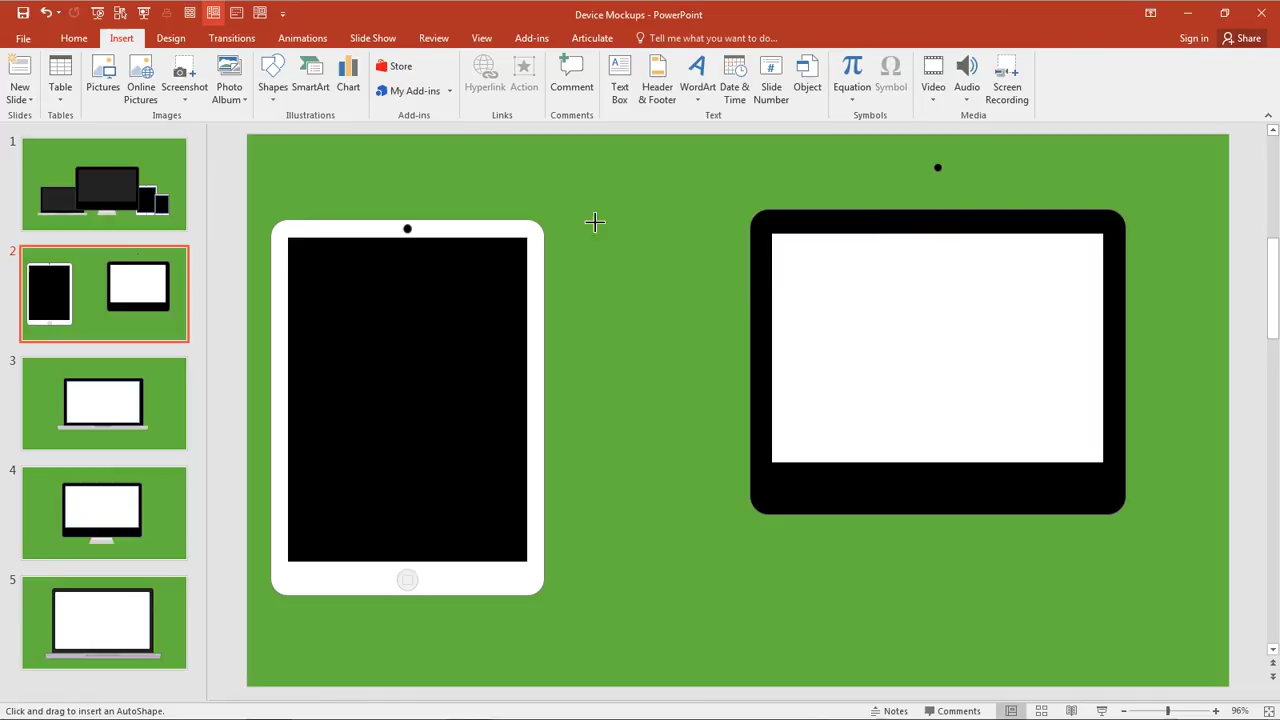 Device Mockups - PowerPoint
File
Home
Insert
Design
Transitions
Animations
Slide Show
Review
View
Add-ins
Articulate
Tell me what you want to do...
Sign in
Share
New Slide
Table
Pictures
Online Pictures
Screenshot
Photo Album
Shapes
SmartArt
Chart
Store
My Add-ins
Hyperlink
Action
Comment
Text Box
Header & Footer
WordArt
Date & Time
Slide Number
Object
Equation
Symbol
Video
Audio
Screen Recording
Slides
Tables
Images
Illustrations
Add-ins
Links
Comments
Text
Symbols
Media
1
2
3
4
5
Click and drag to insert an AutoShape.
Notes
Comments
96%